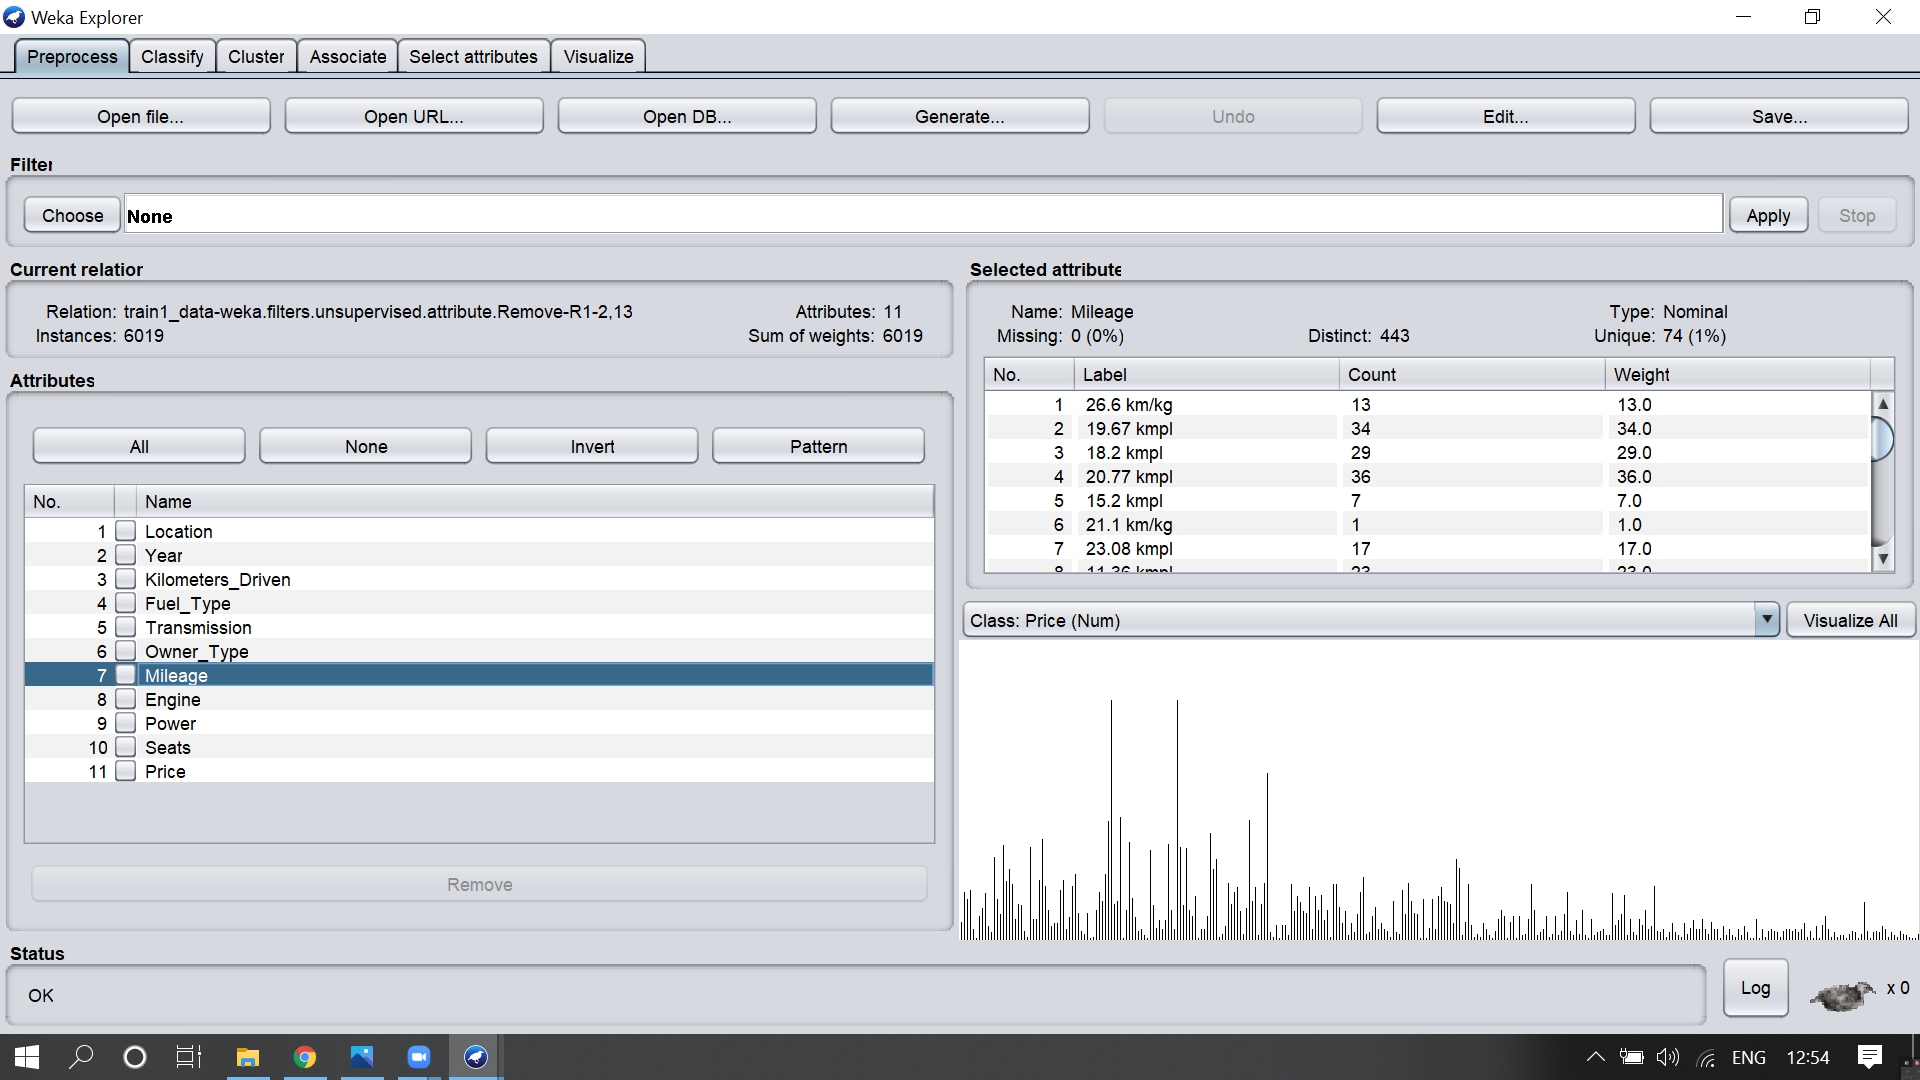 Weka Explorer
Preprocess Classify Cluster Associate Select attributes Visualize
Open file... Open URL... Open DB... Generate... Undo Edit... Save...
Filter
Choose None Apply Stop
Current relation
Relation: train1_data-weka.filters.unsupervised.attribute.Remove-R1-2,13 Attributes: 11
Instances: 6019 Sum of weights: 6019
Attributes
All None Invert Pattern
No. Name
1 Location
2 Year
3 Kilometers_Driven
4 Fuel_Type
5 Transmission
6 Owner_Type
7 Mileage
8 Engine
9 Power
10 Seats
11 Price
Remove
Selected attribute
Name: Mileage Type: Nominal
Missing: 0 (0%) Distinct: 443 Unique: 74 (1%)
No. Label Count Weight
1 26.6 km/kg 13 13.0
2 19.67 kmpl 34 34.0
3 18.2 kmpl 29 29.0
4 20.77 kmpl 36 36.0
5 15.2 kmpl 7 7.0
6 21.1 km/kg 1 1.0
7 23.08 kmpl 17 17.0
8 11.36 kmpl 23 23.0
Class: Price (Num) Visualize All
Status
OK
Log x 0
ENG 12:54